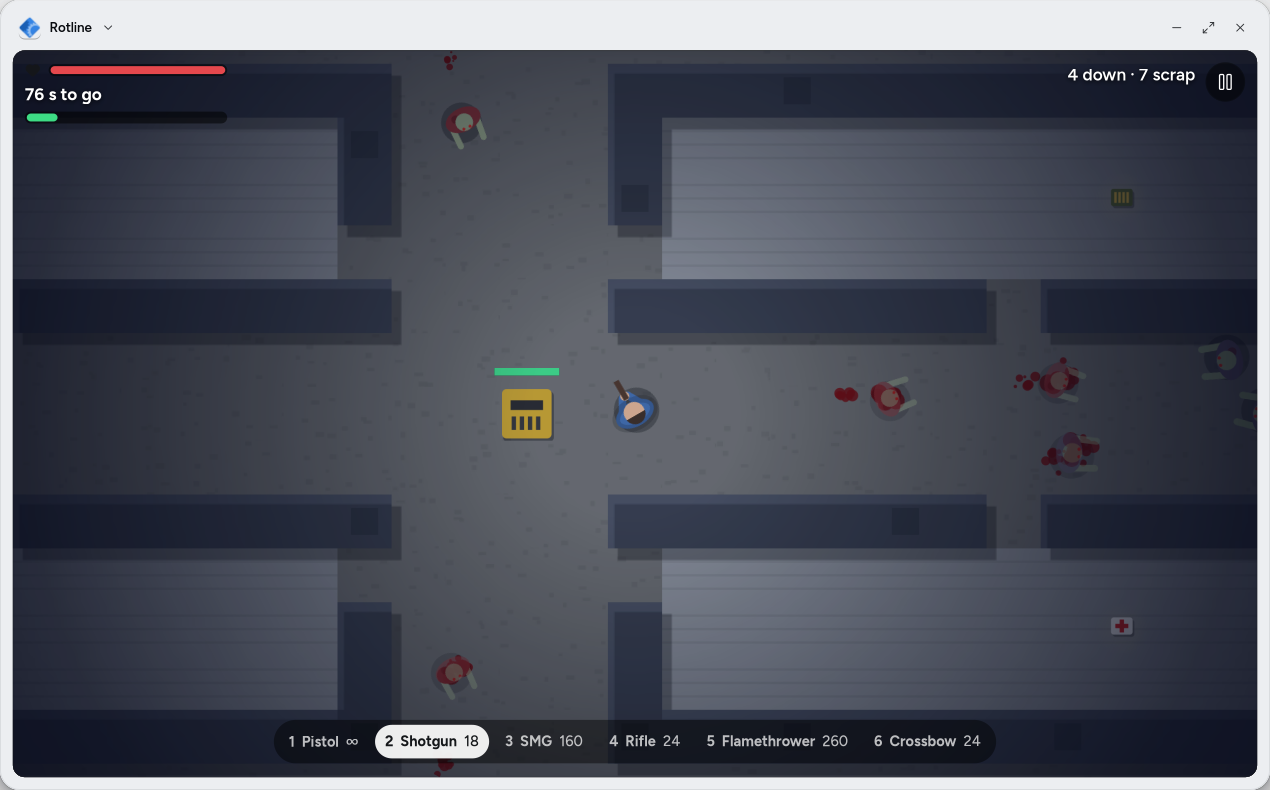 Rotline
76 s to go
4 down · 7 scrap
1 Pistol ∞
2 Shotgun 18
3 SMG 160
4 Rifle 24
5 Flamethrower 260
6 Crossbow 24